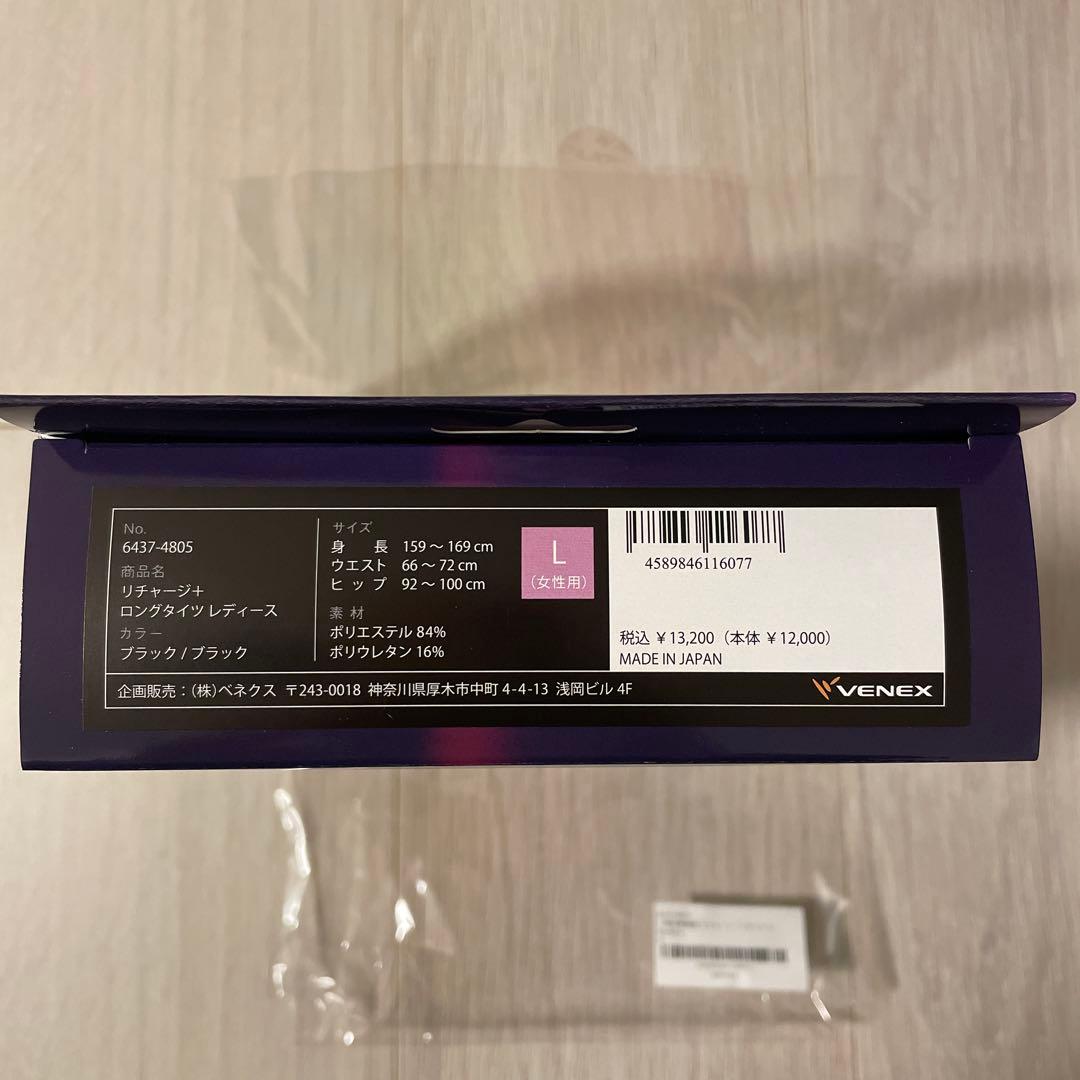 No.
6437-4805
商品名
リチャージ＋
ロングタイツ レディース
カラー
ブラック / ブラック
サイズ
身　長 159 ～ 169 cm
ウエスト 66 ～ 72 cm
ヒ ッ プ 92 ～ 100 cm
素 材
ポリエステル 84%
ポリウレタン 16%
L
（女性用）
4589846116077
税込 ￥13,200（本体 ￥12,000）
MADE IN JAPAN
企画販売：（株）ベネクス 〒243-0018 神奈川県厚木市中町 4-4-13 浅岡ビル 4F
VENEX